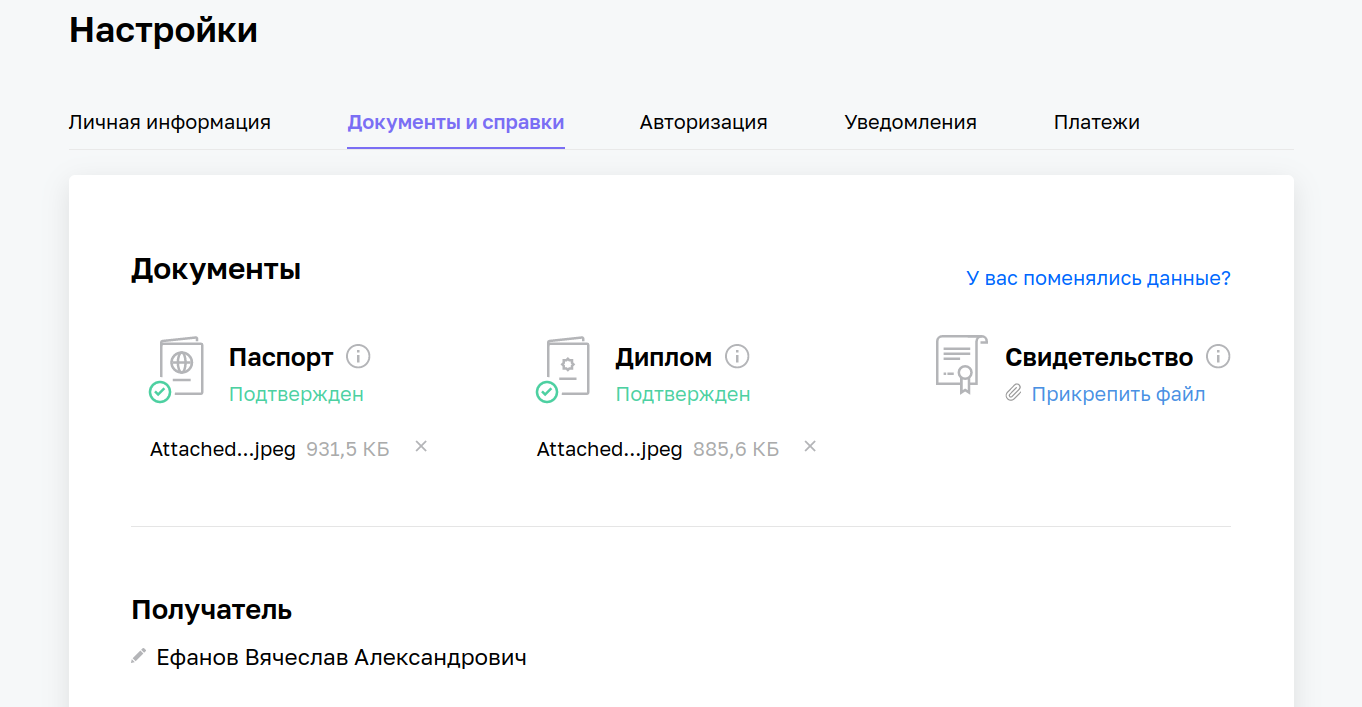 Настройки
Личная информация Документы и справки Авторизация Уведомления Платежи
Документы
У вас поменялись данные?
Паспорт Диплом Свидетельство
Подтвержден Подтвержден Прикрепить файл
Attached...jpeg 931,5 КБ × Attached...jpeg 885,6 КБ ×
Получатель
Ефанов Вячеслав Александрович